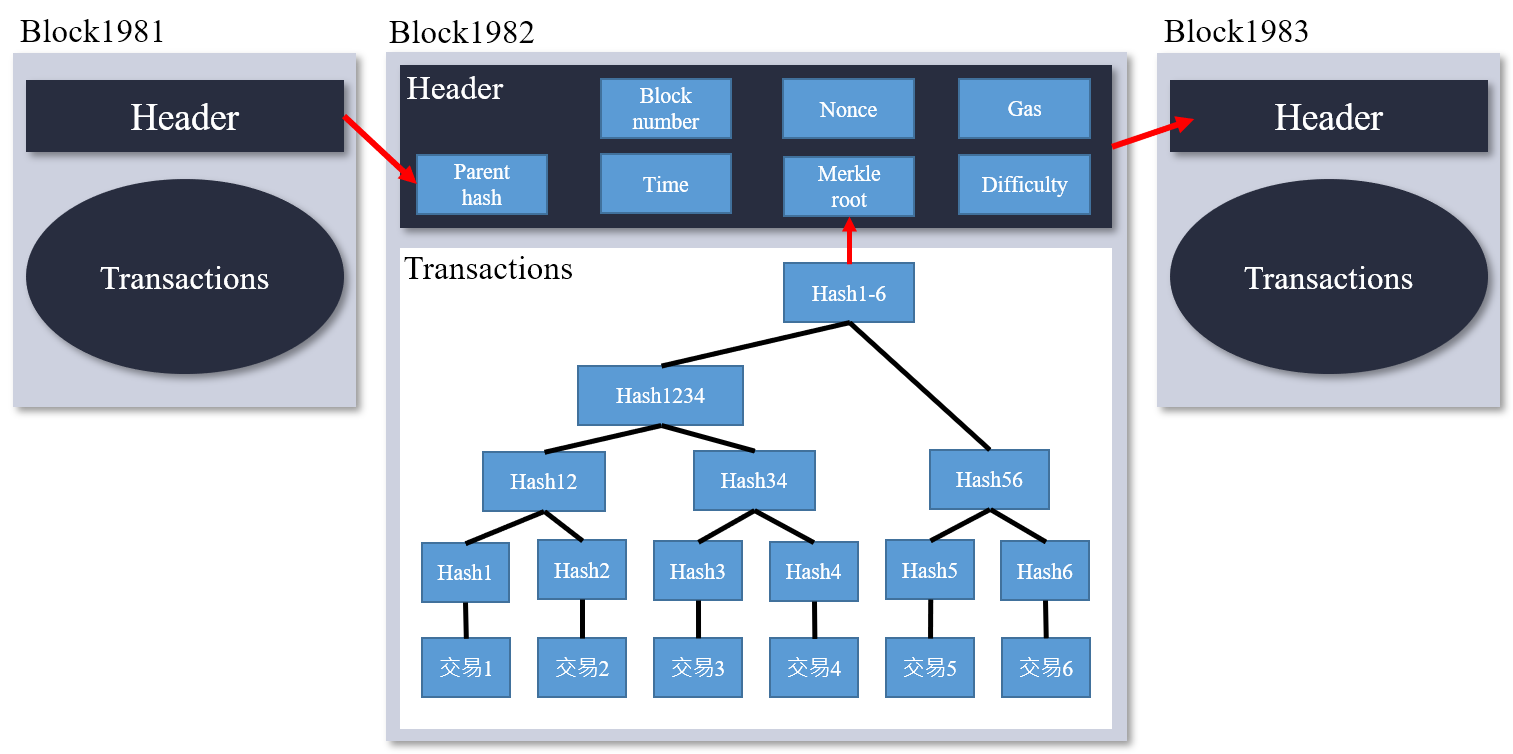 Block1981
Header
Transactions
Block1982
Header
Block
number
Nonce
Gas
Parent
hash
Time
Merkle
root
Difficulty
Transactions
Hash1-6
Hash1234
Hash12
Hash34
Hash56
Hash1
Hash2
Hash3
Hash4
Hash5
Hash6
交易1
交易2
交易3
交易4
交易5
交易6
Block1983
Header
Transactions